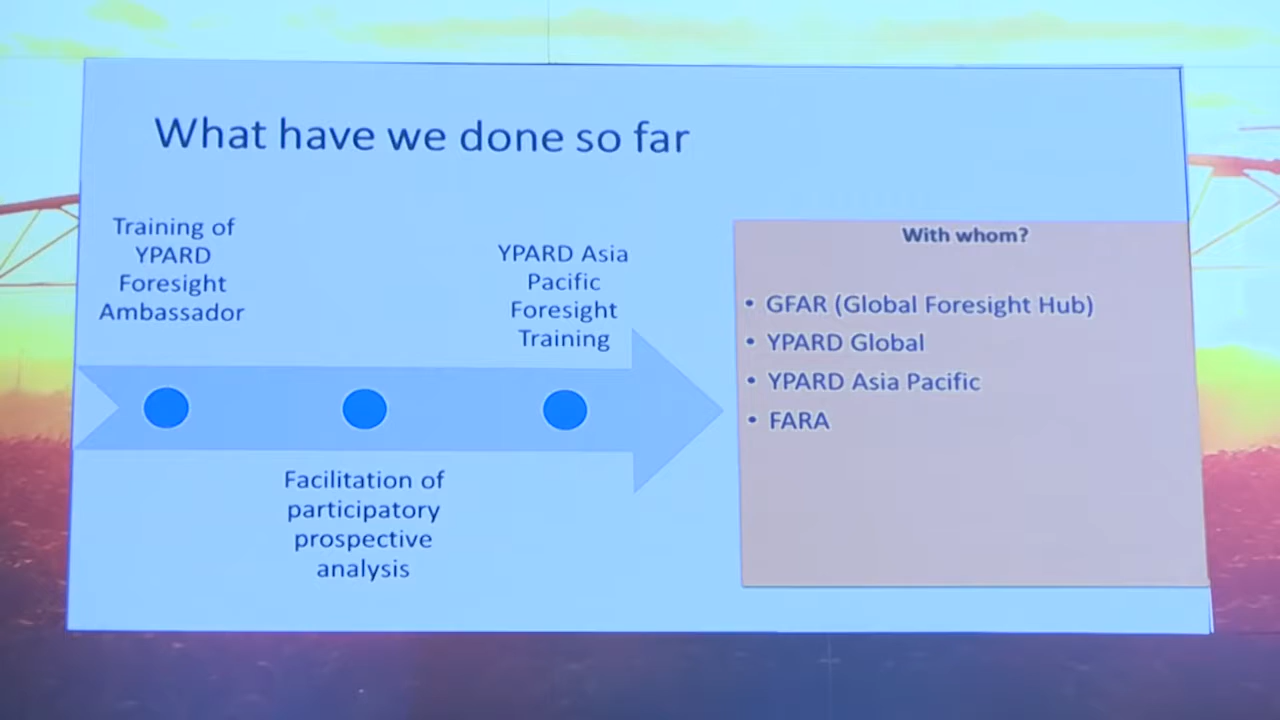 What have we done so far
Training of
YPARD
Foresight
Ambassador
Facilitation of
participatory
prospective
analysis
YPARD Asia
Pacific
Foresight
Training
With whom?
• GFAR (Global Foresight Hub)
• YPARD Global
• YPARD Asia Pacific
• FARA